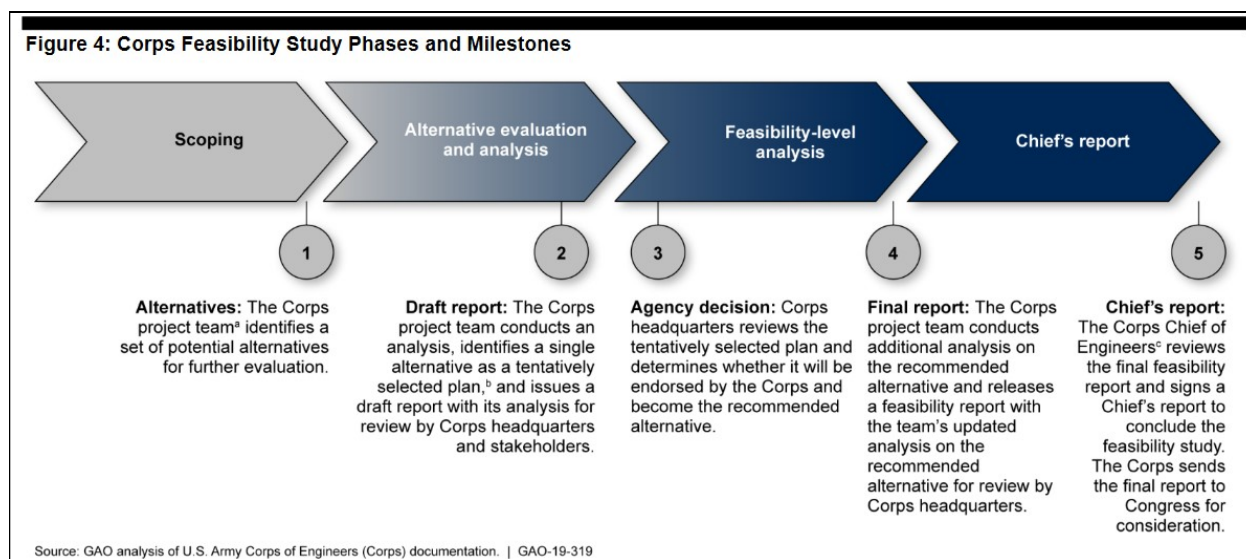 Figure 4: Corps Feasibility Study Phases and Milestones
Scoping
Alternative evaluation
and analysis
Feasibility-level
analysis
Chief's report
1
2
3
4
5
Alternatives: The Corps
project teamᵃ identifies a
set of potential alternatives
for further evaluation.
Draft report: The Corps
project team conducts an
analysis, identifies a single
alternative as a tentatively
selected plan,ᵇ and issues a
draft report with its analysis for
review by Corps headquarters
and stakeholders.
Agency decision: Corps
headquarters reviews the
tentatively selected plan and
determines whether it will be
endorsed by the Corps and
become the recommended
alternative.
Final report: The Corps
project team conducts
additional analysis on
the recommended
alternative and releases
a feasibility report with
the team's updated
analysis on the
recommended
alternative for review by
Corps headquarters.
Chief's report:
The Corps Chief of
Engineersᶜ reviews
the final feasibility
report and signs a
Chief's report to
conclude the
feasibility study.
The Corps sends
the final report to
Congress for
consideration.
Source: GAO analysis of U.S. Army Corps of Engineers (Corps) documentation. | GAO-19-319